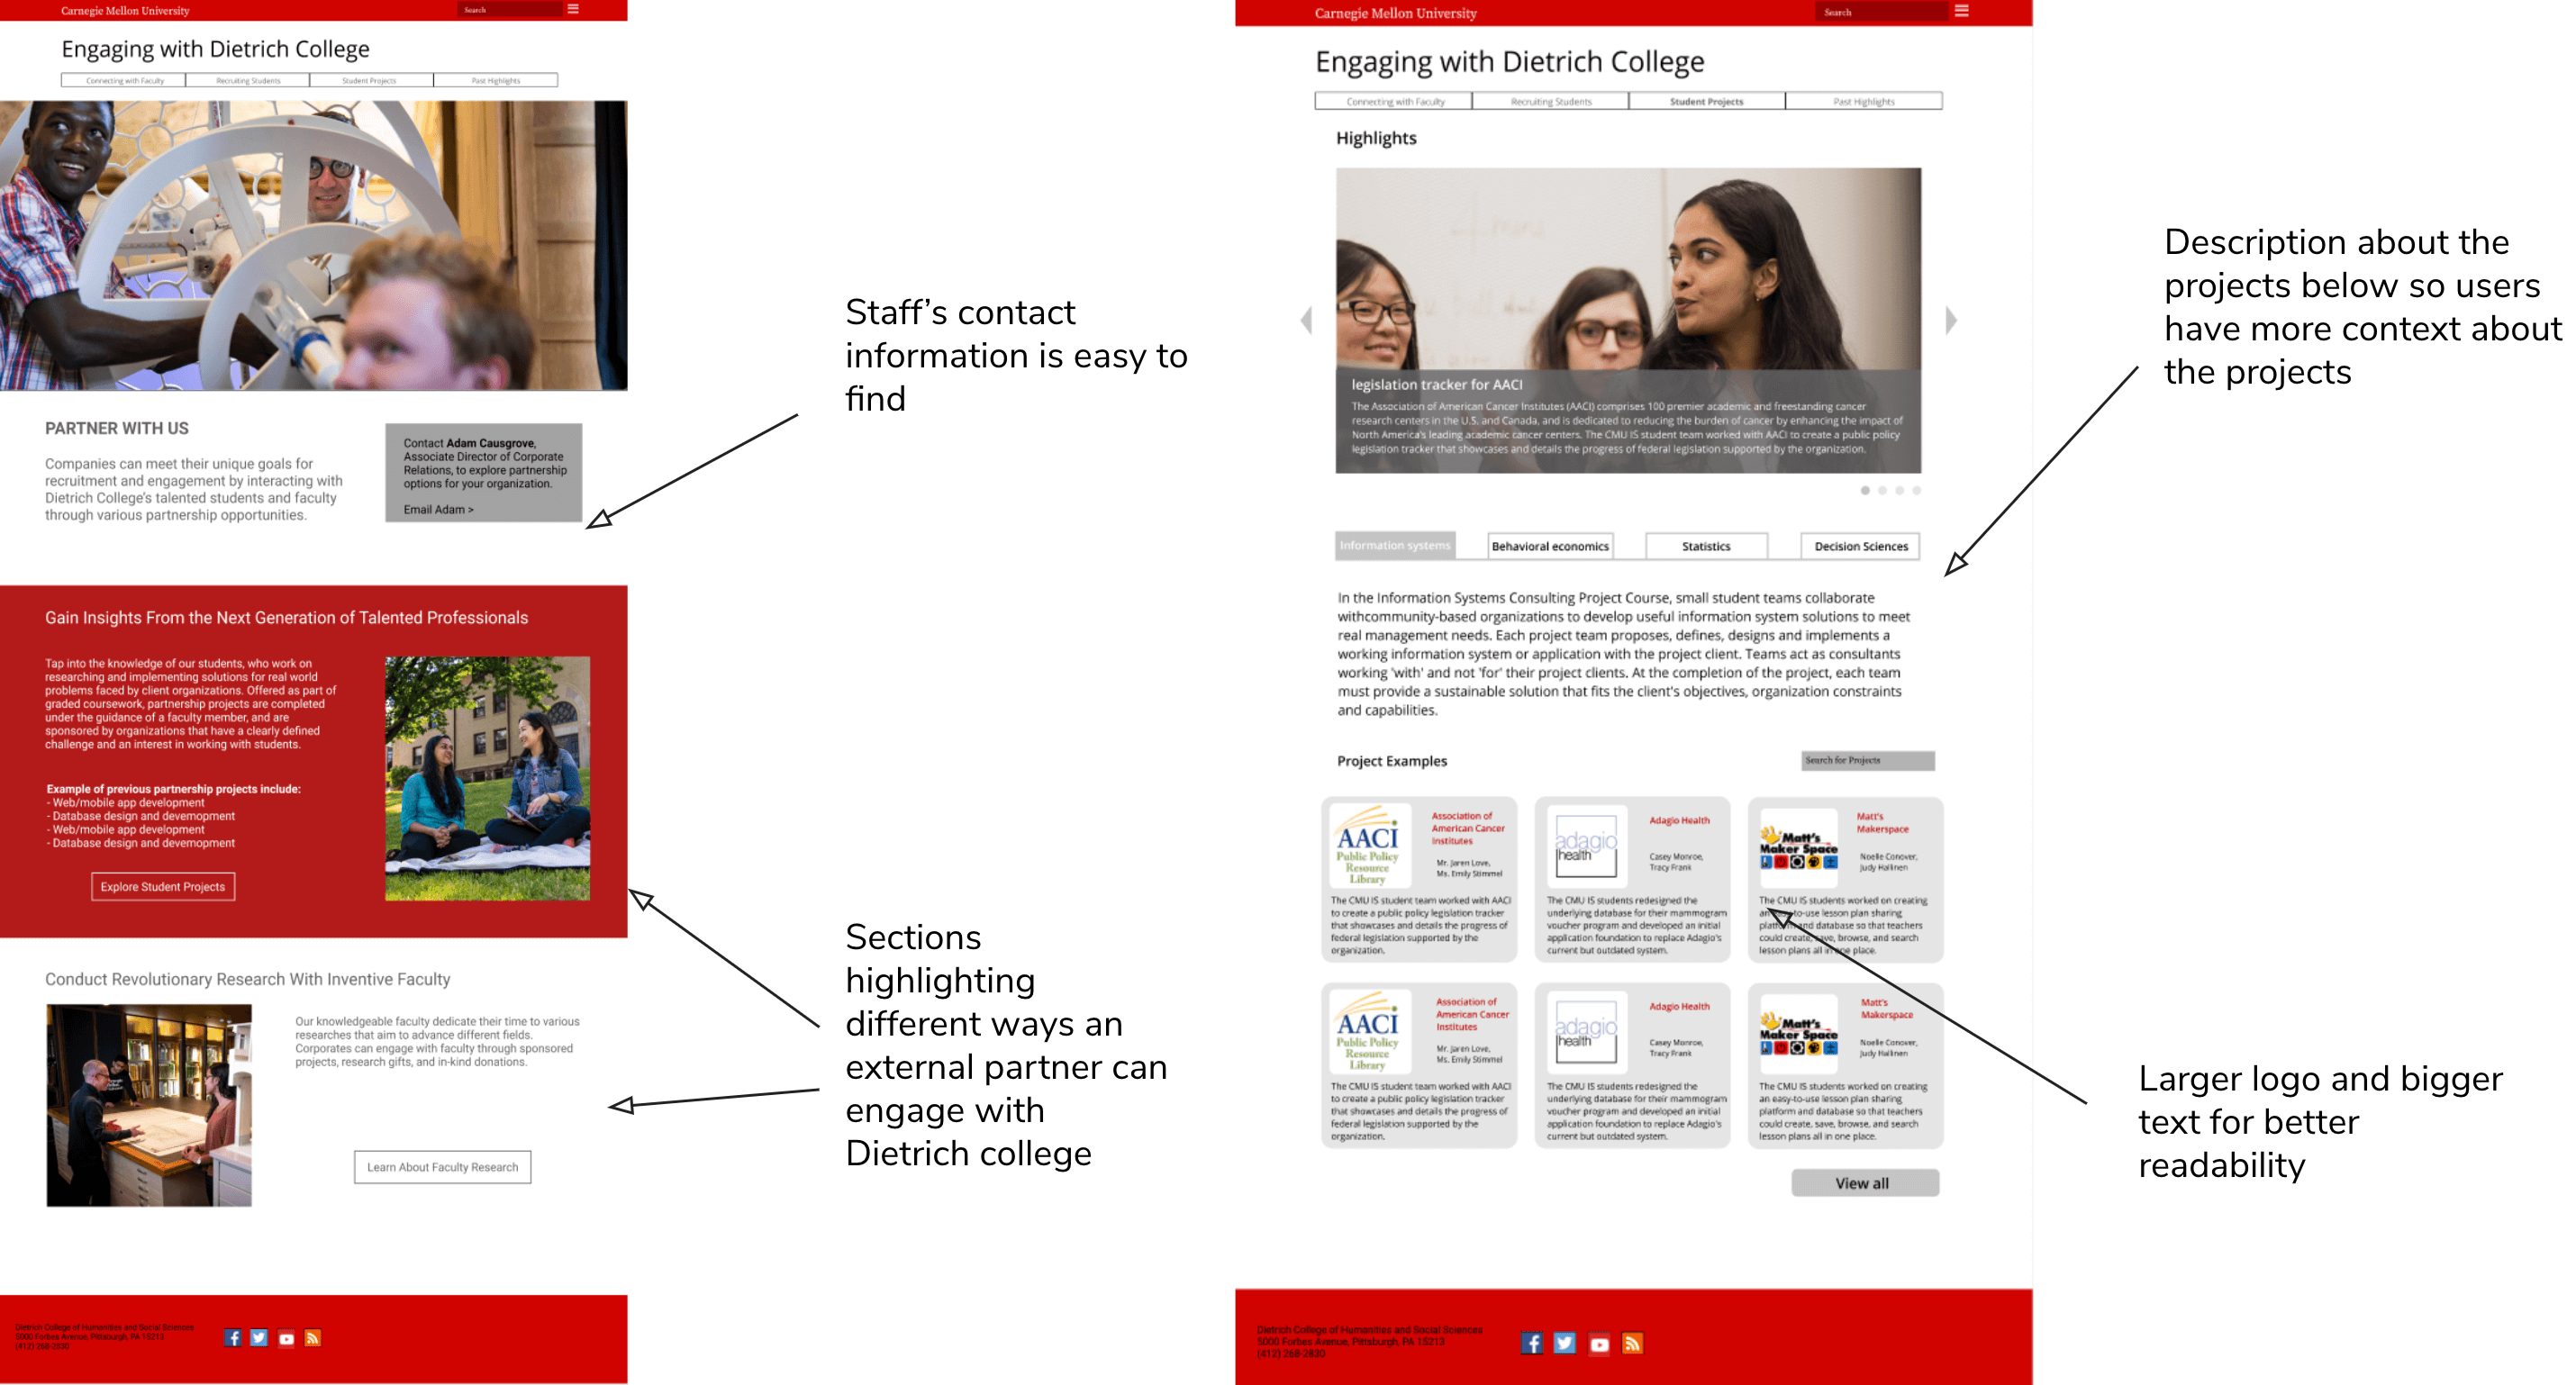 Carnegie Mellon University
Search
Engaging with Dietrich College
Connecting with Faculty
Recruiting Students
Student Projects
Past Highlights
PARTNER WITH US
Companies can meet their unique goals for
recruitment and engagement by interacting with
Dietrich College's talented students and faculty
through various partnership opportunities.
Contact Adam Causgrove,
Associate Director of Corporate
Relations, to explore partnership
options for your organization.
Email Adam >
Gain Insights From the Next Generation of Talented Professionals
Tap into the knowledge of our students, who work on
researching and implementing solutions for real world
problems faced by client organizations. Offered as part of
graded coursework, partnership projects are completed
under the guidance of a faculty member, and are
sponsored by organizations that have a clearly defined
challenge and an interest in working with students.
Example of previous partnership projects include:
- Web/mobile app development
- Database design and devemopment
- Web/mobile app development
- Database design and devemopment
Explore Student Projects
Conduct Revolutionary Research With Inventive Faculty
Our knowledgeable faculty dedicate their time to various
researches that aim to advance different fields.
Corporates can engage with faculty through sponsored
projects, research gifts, and in-kind donations.
Learn About Faculty Research
Dietrich College of Humanities and Social Sciences
5000 Forbes Avenue, Pittsburgh, PA 15213
(412) 268-2830
Staff's contact
information is easy to
find
Sections
highlighting
different ways an
external partner can
engage with
Dietrich college
Carnegie Mellon University
Search
Engaging with Dietrich College
Connecting with Faculty
Recruiting Students
Student Projects
Past Highlights
Highlights
legislation tracker for AACI
The Association of American Cancer Institutes (AACI) comprises 100 premier academic and freestanding cancer
research centers in the U.S. and Canada, and is dedicated to reducing the burden of cancer by enhancing the impact of
North America's leading academic cancer centers. The CMU IS student team worked with AACI to create a public policy
legislation tracker that showcases and details the progress of federal legislation supported by the organization.
Information systems
Behavioral economics
Statistics
Decision Sciences
In the Information Systems Consulting Project Course, small student teams collaborate
withcommunity-based organizations to develop useful information system solutions to meet
real management needs. Each project team proposes, defines, designs and implements a
working information system or application with the project client. Teams act as consultants
working 'with' and not 'for' their project clients. At the completion of the project, each team
must provide a sustainable solution that fits the client's objectives, organization constraints
and capabilities.
Project Examples
Search for Projects
AACI
Public Policy
Resource
Library
Association of
American Cancer
Institutes
Mr. Jaren Love,
Ms. Emily Stimmel
The CMU IS student team worked with AACI
to create a public policy legislation tracker
that showcases and details the progress of
federal legislation supported by the
organization.
adagio
health
Adagio Health
Casey Monroe,
Tracy Frank
The CMU IS students redesigned the
underlying database for their mammogram
voucher program and developed an initial
application foundation to replace Adagio's
current but outdated system.
Matt's
Maker Space
Matt's
Makerspace
Noelle Conover,
Judy Hallinen
The CMU IS students worked on creating
an easy-to-use lesson plan sharing
platform and database so that teachers
could create, save, browse, and search
lesson plans all in one place.
AACI
Public Policy
Resource
Library
Association of
American Cancer
Institutes
Mr. Jaren Love,
Ms. Emily Stimmel
The CMU IS student team worked with AACI
to create a public policy legislation tracker
that showcases and details the progress of
federal legislation supported by the
organization.
adagio
health
Adagio Health
Casey Monroe,
Tracy Frank
The CMU IS students redesigned the
underlying database for their mammogram
voucher program and developed an initial
application foundation to replace Adagio's
current but outdated system.
Matt's
Maker Space
Matt's
Makerspace
Noelle Conover,
Judy Hallinen
The CMU IS students worked on creating
an easy-to-use lesson plan sharing
platform and database so that teachers
could create, save, browse, and search
lesson plans all in one place.
View all
Dietrich College of Humanities and Social Sciences
5000 Forbes Avenue, Pittsburgh, PA 15213
(412) 268-2830
Description about the
projects below so users
have more context about
the projects
Larger logo and bigger
text for better
readability